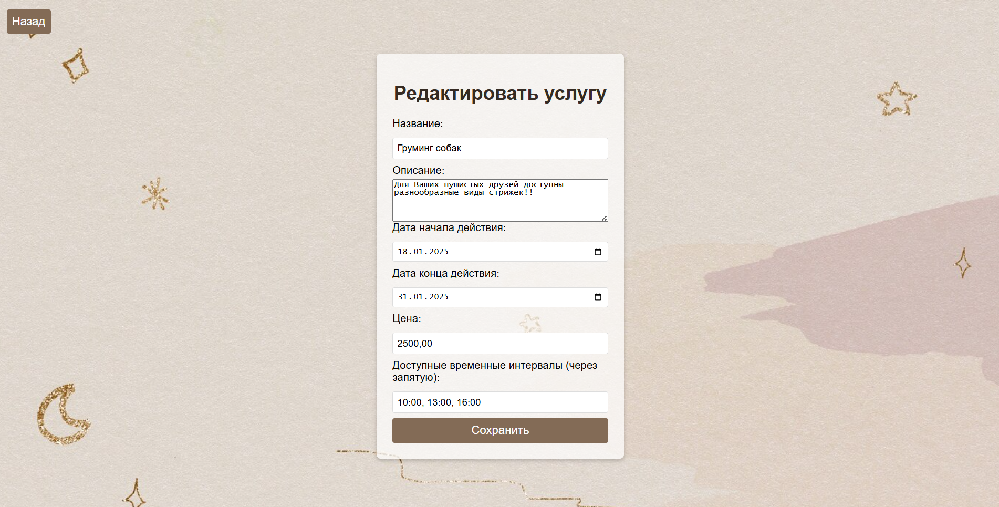 Назад
Редактировать услугу
Название:
Груминг собак
Описание:
Для Ваших пушистых друзей доступны
разнообразные виды стрижек!!
Дата начала действия:
18.01.2025
Дата конца действия:
31.01.2025
Цена:
2500,00
Доступные временные интервалы (через
запятую):
10:00, 13:00, 16:00
Сохранить